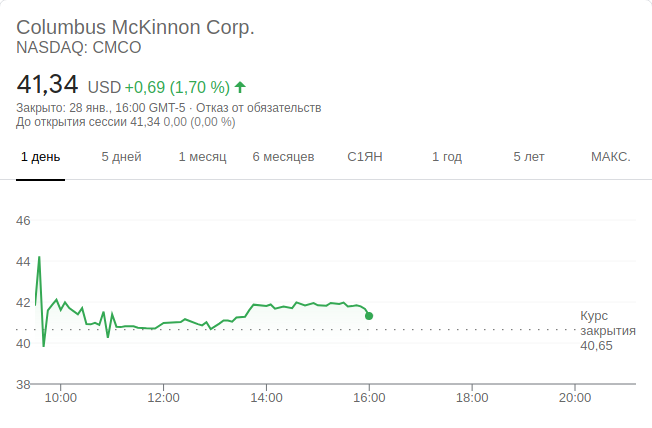 Columbus McKinnon Corp.
NASDAQ: CMCO
41,34 USD +0,69 (1,70 %)
Закрыто: 28 янв., 16:00 GMT-5 · Отказ от обязательств
До открытия сессии 41,34 0,00 (0,00 %)
1 день 5 дней 1 месяц 6 месяцев С1ЯН 1 год 5 лет МАКС.
46
44
42
Курс
закрытия
40
40,65
38
10:00 12:00 14:00 16:00 18:00 20:00